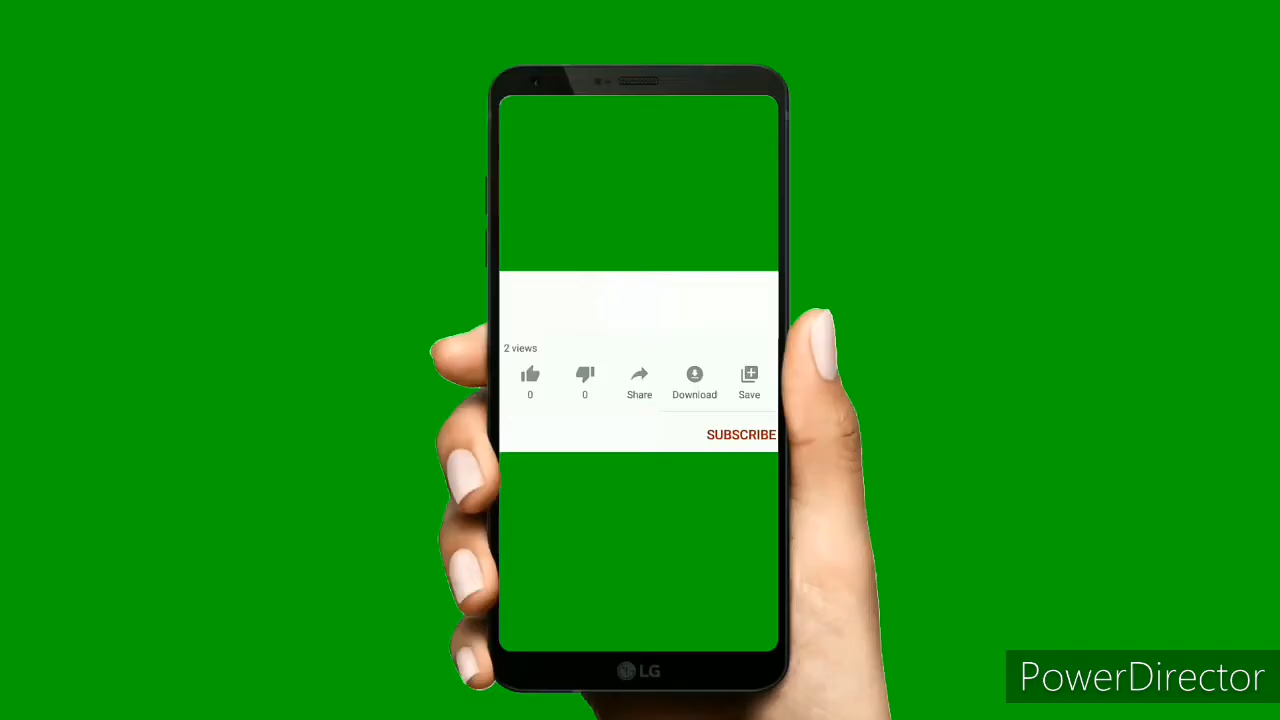 2 views
0 0 Share Download Save
SUBSCRIBE
LG
PowerDirector